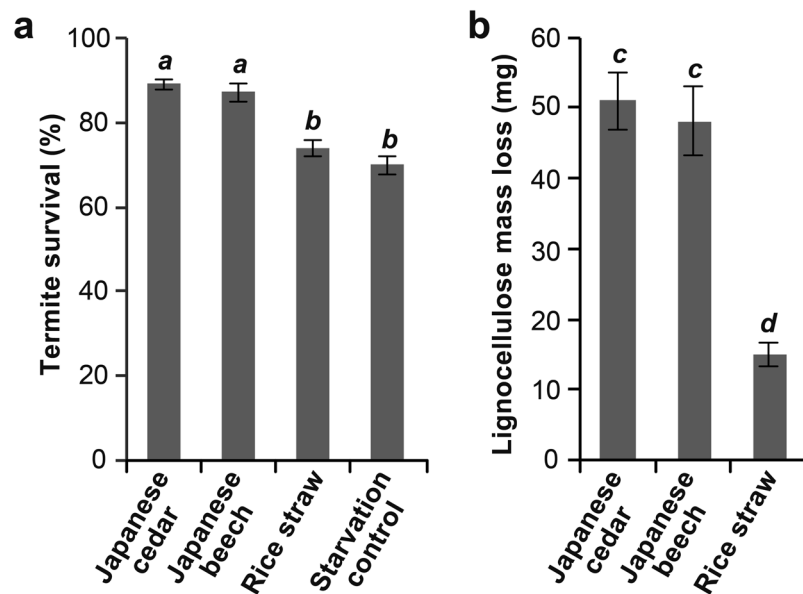 a
Termite survival (%)
100
80
60
40
20
0
a
a
b
b
Japanese
cedar
Japanese
beech
Rice straw
Starvation
control
b
Lignocellulose mass loss (mg)
60
50
40
30
20
10
0
c
c
d
Japanese
cedar
Japanese
beech
Rice straw